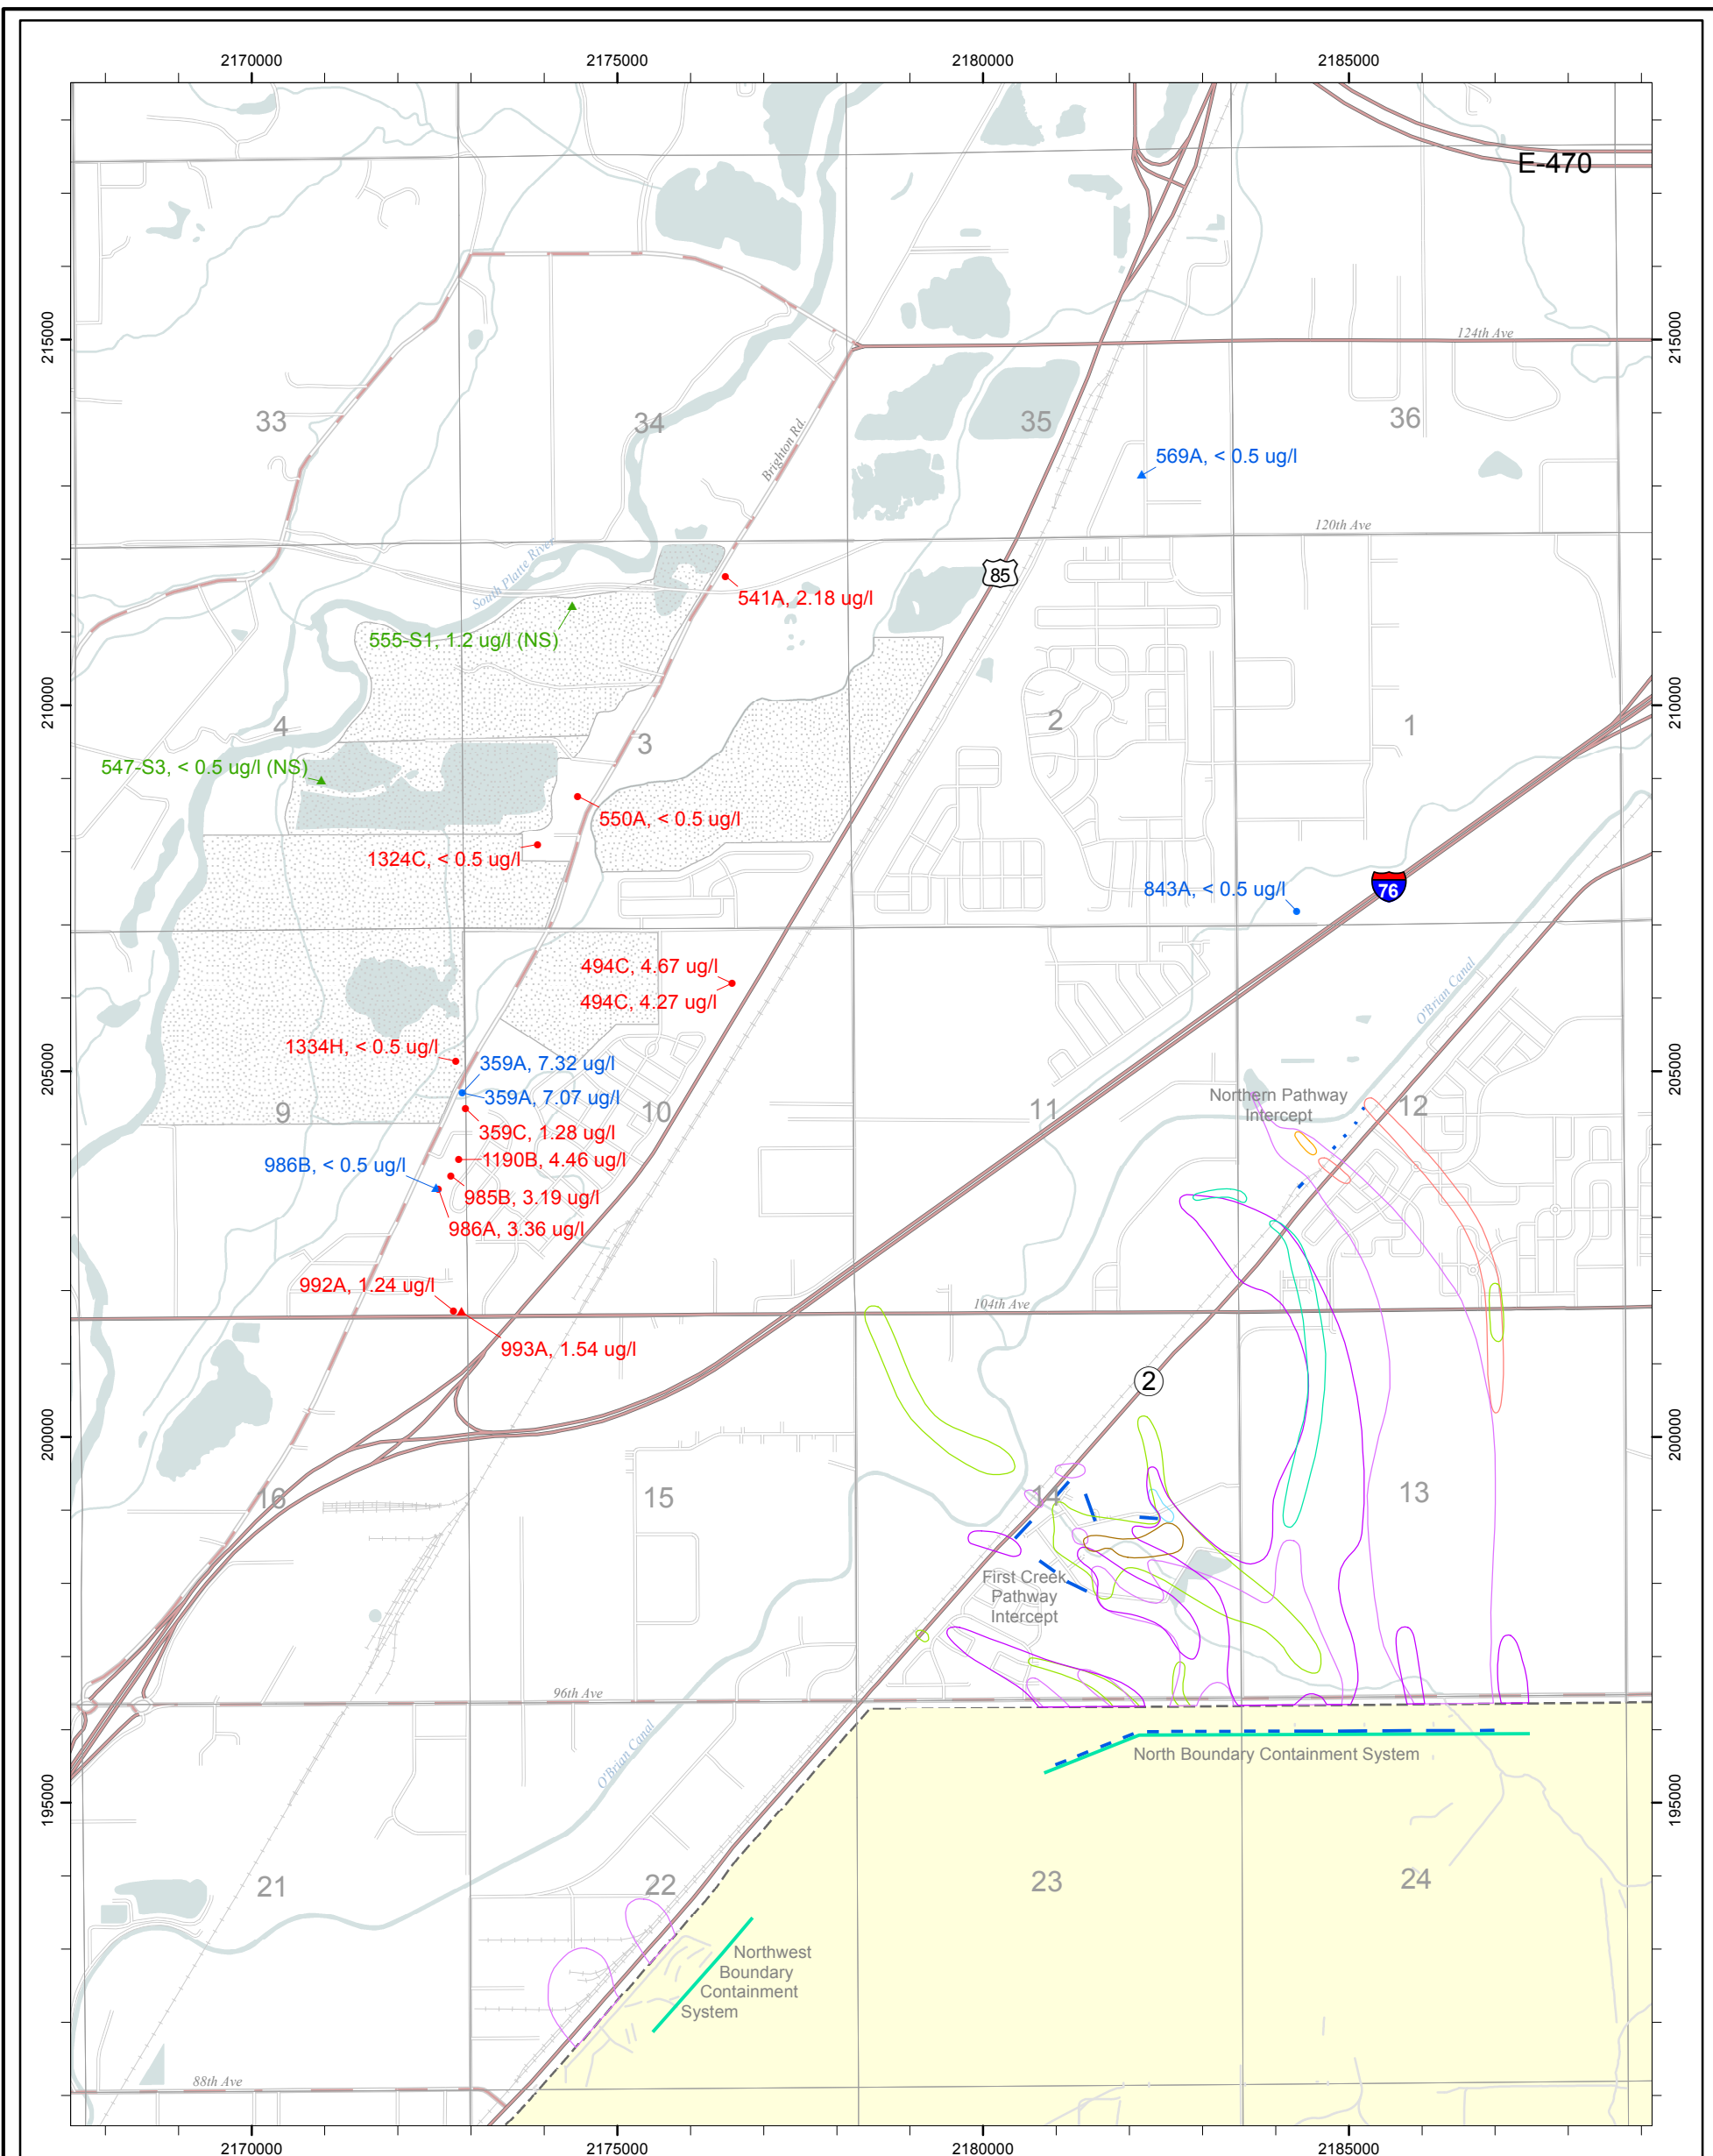 2170000
2175000
2180000
2185000
E-470
215000
215000
124th Ave
33
34
35
36
Brighton Rd.
569A, < 0.5 ug/l
120th Ave
South Platte River
85
541A, 2.18 ug/l
555-S1, 1.2 ug/l (NS)
210000
210000
4
3
2
1
547-S3, < 0.5 ug/l (NS)
550A, < 0.5 ug/l
1324C, < 0.5 ug/l
843A, < 0.5 ug/l
76
494C, 4.67 ug/l
494C, 4.27 ug/l
O'Brian Canal
1334H, < 0.5 ug/l
205000
205000
359A, 7.32 ug/l
359A, 7.07 ug/l
Northern Pathway
Intercept
9
10
11
12
359C, 1.28 ug/l
1190B, 4.46 ug/l
986B, < 0.5 ug/l
985B, 3.19 ug/l
986A, 3.36 ug/l
992A, 1.24 ug/l
104th Ave
993A, 1.54 ug/l
2
200000
200000
16
15
14
13
First Creek
Pathway
Intercept
96th Ave
O'Brian Canal
North Boundary Containment System
195000
195000
21
22
23
24
Northwest
Boundary
Containment
System
88th Ave
2170000
2175000
2180000
2185000